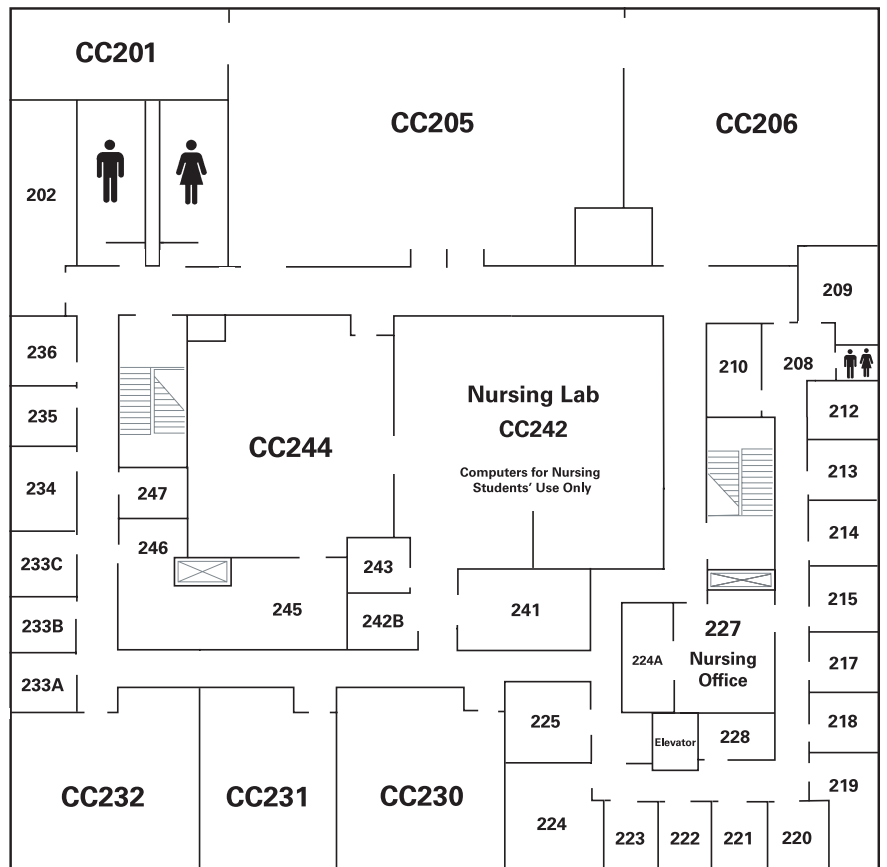 CC201
CC205
CC206
202
209
236
210
208
Nursing Lab
CC242
235
212
CC244
Computers for Nursing
Students' Use Only
213
234
247
214
246
233C
243
215
245
241
242B
233B
227
Nursing
Office
224A
217
233A
225
218
Elevator
228
CC232
CC231
CC230
219
224
223
222
221
220